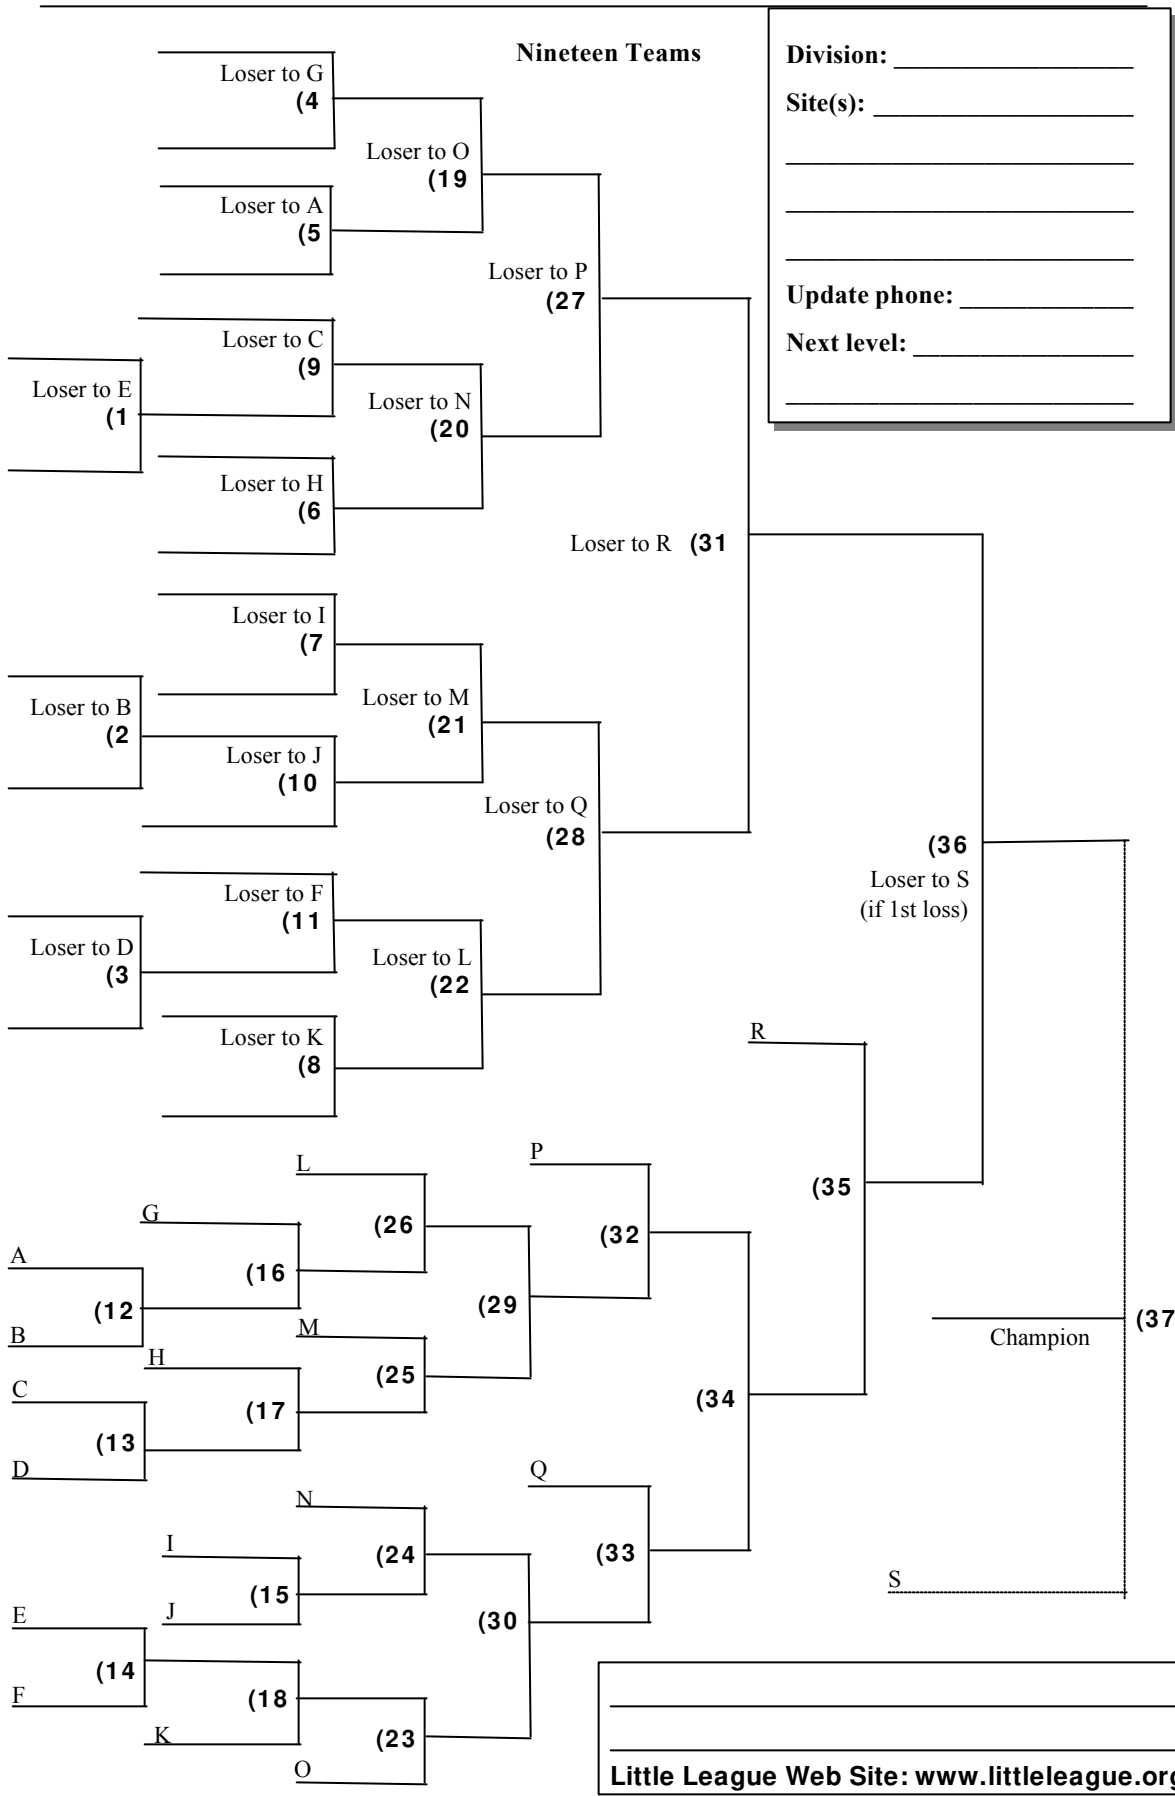 Nineteen Teams
Division:
Site(s):
Update phone:
Next level:
Loser to G
(4
Loser to O
(19
Loser to A
(5
Loser to P
(27
Loser to C
(9
Loser to E
(1
Loser to N
(20
Loser to H
(6
Loser to R (31
Loser to I
(7
Loser to B
(2
Loser to M
(21
Loser to J
(10
Loser to Q
(28
(36
Loser to S
(if 1st loss)
Loser to F
(11
Loser to D
(3
Loser to L
(22
Loser to K
(8
R
(35
L
P
G
(26
(32
A
(16
(12
(29
B
M
(37
Champion
H
(25
C
(17
(34
(13
D
Q
N
I
(24
(33
(15
S
E
J
(30
(14
F
(18
K
(23
O
Little League Web Site: www.littleleague.org